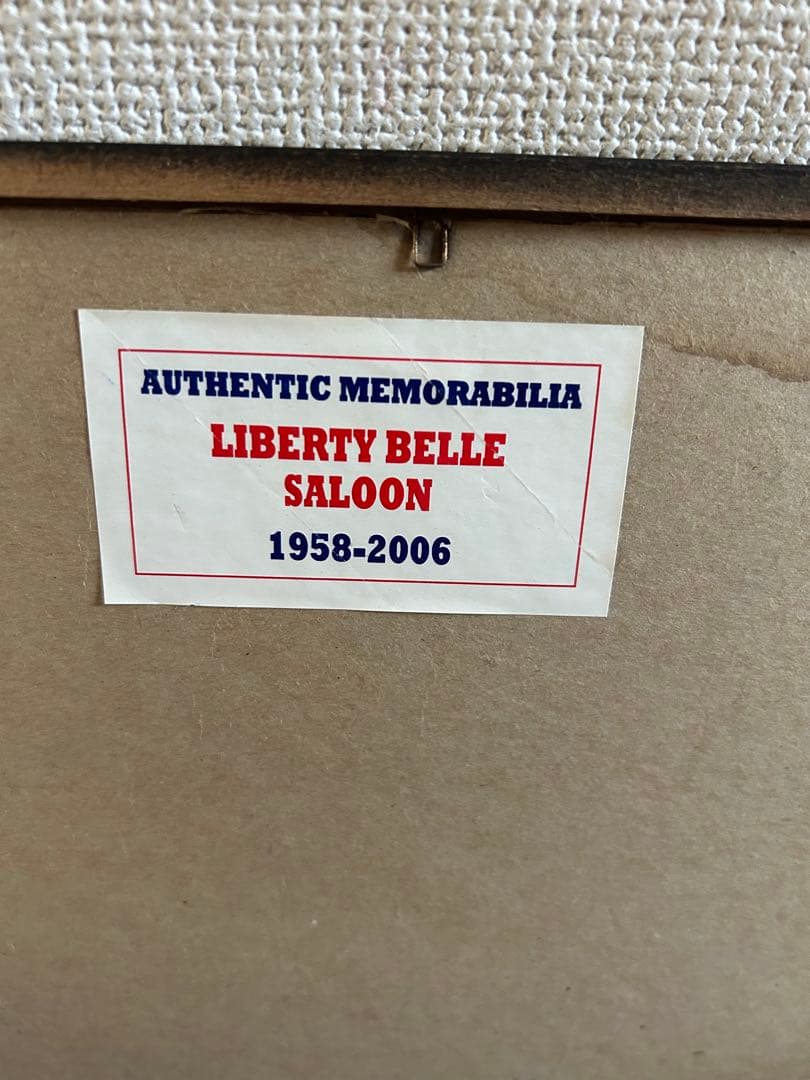 AUTHENTIC MEMORABILIA
LIBERTY BELLE
SALOON
1958-2006